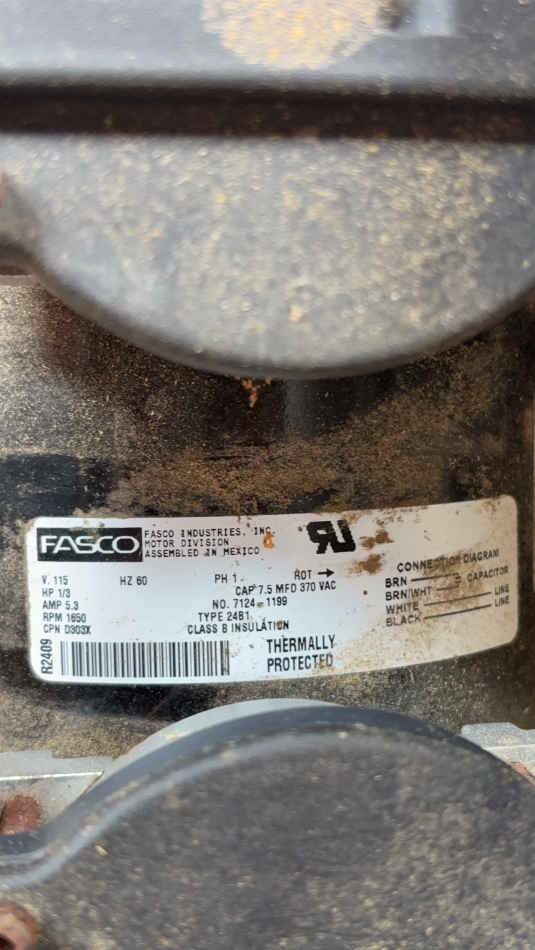 FASCO FASCO INDUSTRIES, INC.
MOTOR DIVISION
ASSEMBLED IN MEXICO
V. 115 HZ 60 PH 1 ROT →
HP 1/3 CAP 7.5 MFD 370 VAC
AMP 5.3 NO. 7124-1199
RPM 1650 TYPE 24B1
CPN D303X CLASS B INSULATION
R2409
THERMALLY
PROTECTED
CONNECTION DIAGRAM
BRN CAPACITOR
BRN/WHT
WHITE LINE
BLACK LINE